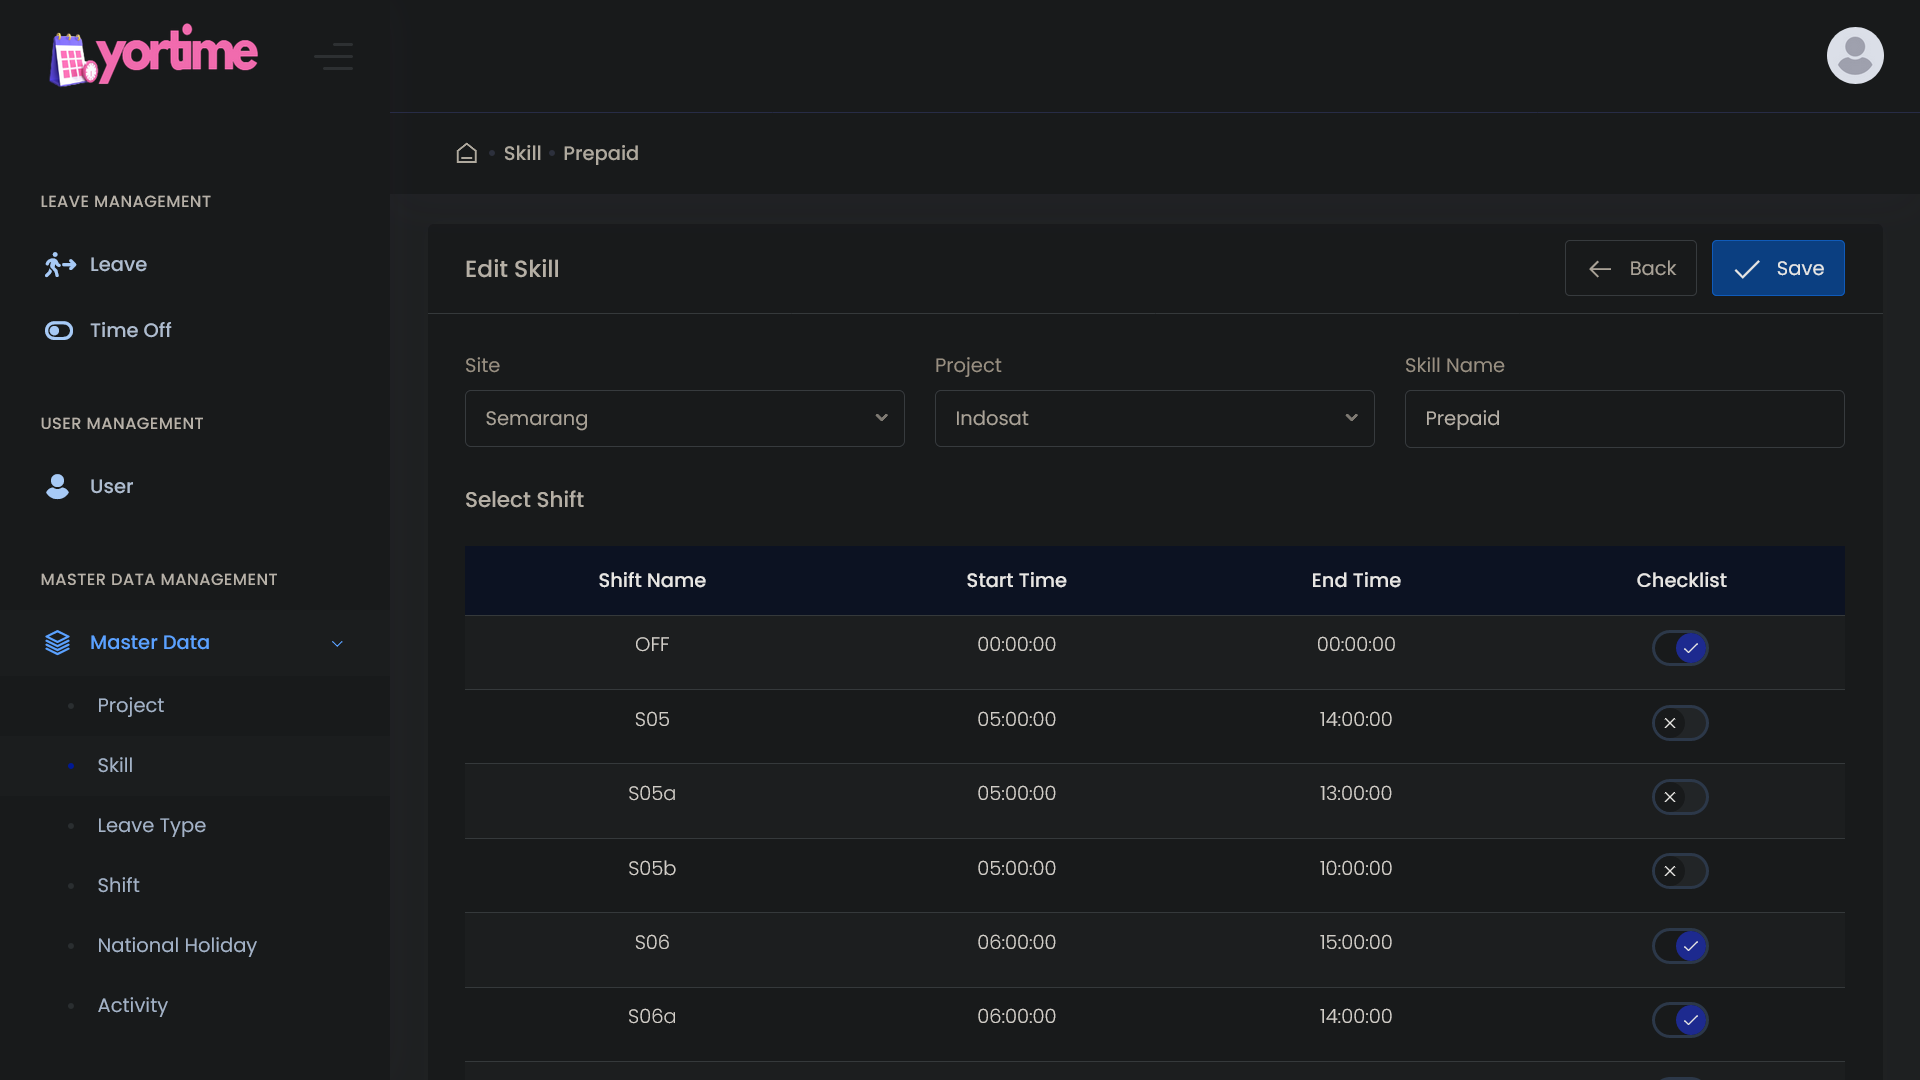 yortime
Skill
Prepaid
LEAVE MANAGEMENT
Leave
Time Off
USER MANAGEMENT
User
MASTER DATA MANAGEMENT
Master Data
Project
Skill
Leave Type
Shift
National Holiday
Activity
Edit Skill
Back
Save
Site
Project
Skill Name
Semarang
Indosat
Prepaid
Select Shift
Shift Name Start Time End Time Checklist
OFF 00:00:00 00:00:00
S05 05:00:00 14:00:00
S05a 05:00:00 13:00:00
S05b 05:00:00 10:00:00
S06 06:00:00 15:00:00
S06a 06:00:00 14:00:00